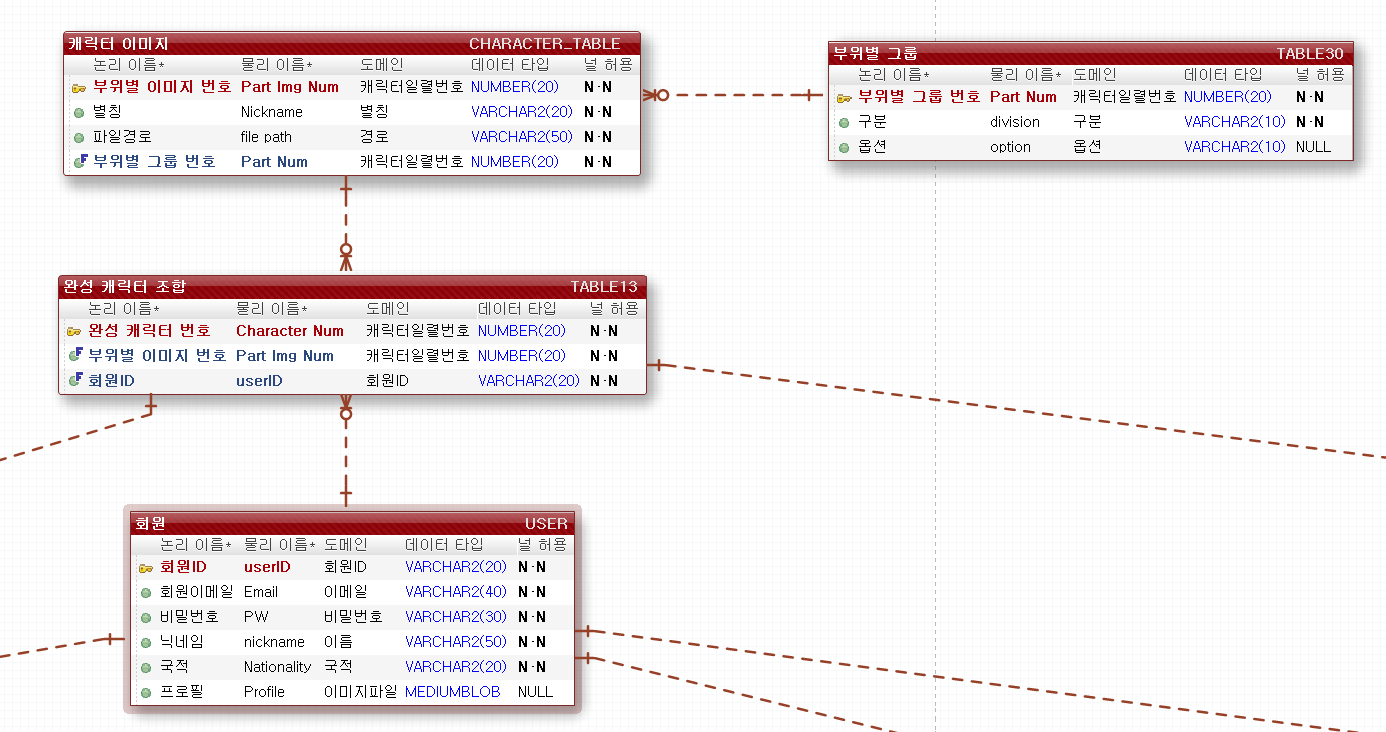 캐릭터 이미지 CHARACTER_TABLE
논리 이름* 물리 이름* 도메인 데이터 타입 널 허용
부위별 이미지 번호 Part Img Num 캐릭터일렬번호 NUMBER(20) N·N
별칭 Nickname 별칭 VARCHAR2(20) N·N
파일경로 file path 경로 VARCHAR2(50) N·N
부위별 그룹 번호 Part Num 캐릭터일렬번호 NUMBER(20) N·N
부위별 그룹 TABLE30
논리 이름* 물리 이름* 도메인 데이터 타입 널 허용
부위별 그룹 번호 Part Num 캐릭터일렬번호 NUMBER(20) N·N
구분 division 구분 VARCHAR2(10) N·N
옵션 option 옵션 VARCHAR2(10) NULL
완성 캐릭터 조합 TABLE13
논리 이름* 물리 이름* 도메인 데이터 타입 널 허용
완성 캐릭터 번호 Character Num 캐릭터일렬번호 NUMBER(20) N·N
부위별 이미지 번호 Part Img Num 캐릭터일렬번호 NUMBER(20) N·N
회원ID userID 회원ID VARCHAR2(20) N·N
회원 USER
논리 이름* 물리 이름* 도메인 데이터 타입 널 허용
회원ID userID 회원ID VARCHAR2(20) N·N
회원이메일 Email 이메일 VARCHAR2(40) N·N
비밀번호 PW 비밀번호 VARCHAR2(30) N·N
닉네임 nickname 이름 VARCHAR2(50) N·N
국적 Nationality 국적 VARCHAR2(20) N·N
프로필 Profile 이미지파일 MEDIUMBLOB NULL